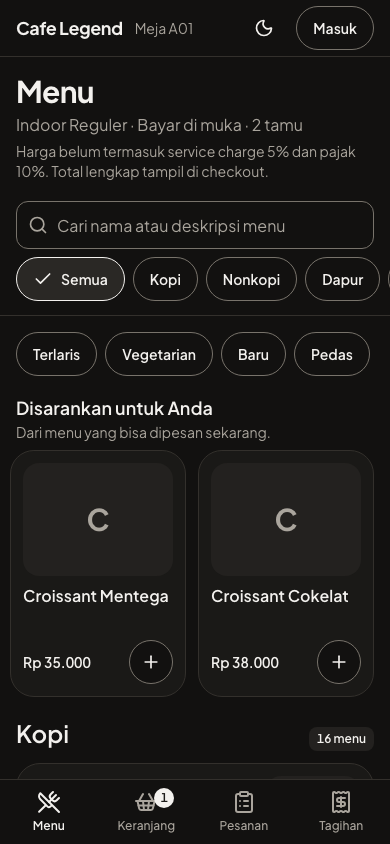 Cafe Legend Meja A01 Masuk
Menu
Indoor Reguler · Bayar di muka · 2 tamu
Harga belum termasuk service charge 5% dan pajak
10%. Total lengkap tampil di checkout.
Cari nama atau deskripsi menu
Semua Kopi Nonkopi Dapur
Terlaris Vegetarian Baru Pedas
Disarankan untuk Anda
Dari menu yang bisa dipesan sekarang.
C C
Croissant Mentega Croissant Cokelat
Rp 35.000 Rp 38.000
Kopi 16 menu
1
Menu Keranjang Pesanan Tagihan